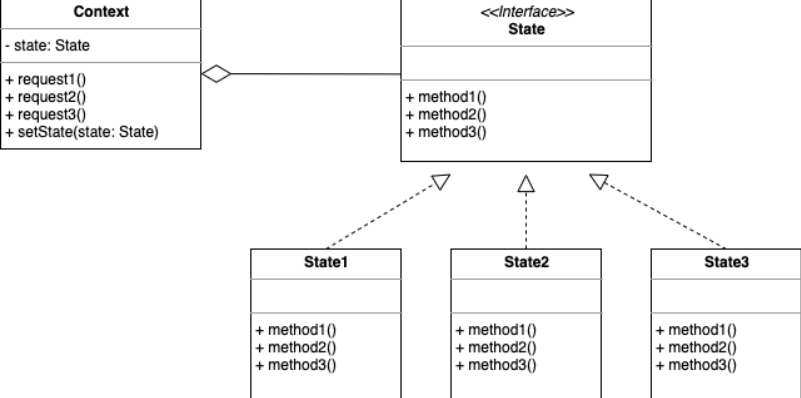 Context
- state: State
+ request1()
+ request2()
+ request3()
+ setState(state: State)
<<Interface>>
State
+ method1()
+ method2()
+ method3()
State1
+ method1()
+ method2()
+ method3()
State2
+ method1()
+ method2()
+ method3()
State3
+ method1()
+ method2()
+ method3()